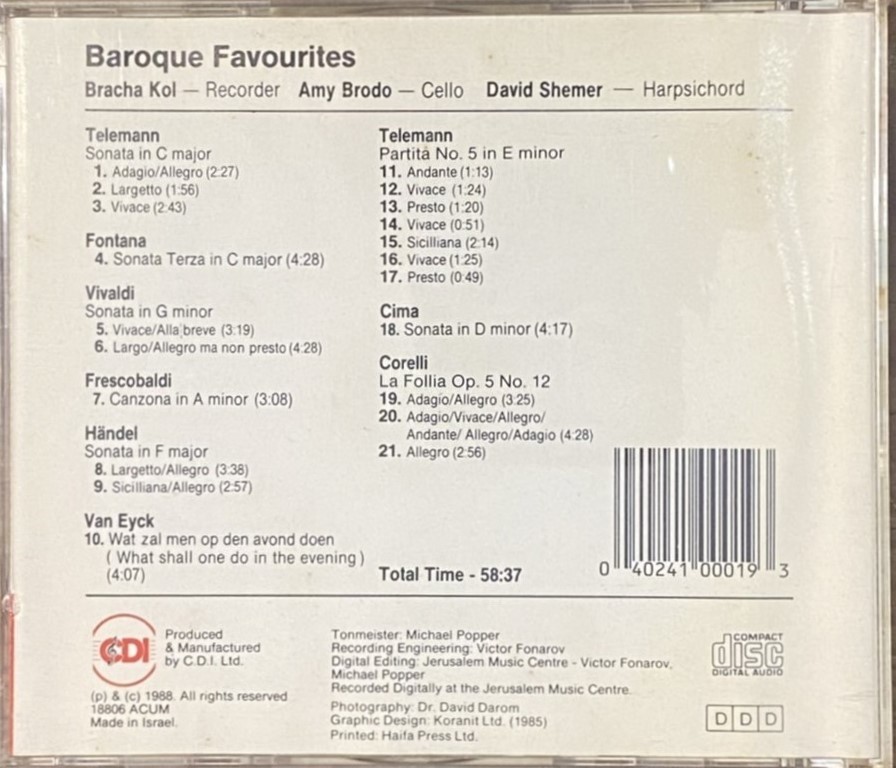 Baroque Favourites
Bracha Kol — Recorder Amy Brodo — Cello David Shemer — Harpsichord
Telemann
Sonata in C major
1. Adagio/Allegro (2:27)
2. Largetto (1:56)
3. Vivace (2:43)
Fontana
4. Sonata Terza in C major (4:28)
Vivaldi
Sonata in G minor
5. Vivace/Alla breve (3:19)
6. Largo/Allegro ma non presto (4:28)
Frescobaldi
7. Canzona in A minor (3:08)
Händel
Sonata in F major
8. Largetto/Allegro (3:38)
9. Sicilliana/Allegro (2:57)
Van Eyck
10. Wat zal men op den avond doen
( What shall one do in the evening )
(4:07)
Telemann
Partita No. 5 in E minor
11. Andante (1:13)
12. Vivace (1:24)
13. Presto (1:20)
14. Vivace (0:51)
15. Sicilliana (2:14)
16. Vivace (1:25)
17. Presto (0:49)
Cima
18. Sonata in D minor (4:17)
Corelli
La Follia Op. 5 No. 12
19. Adagio/Allegro (3:25)
20. Adagio/Vivace/Allegro/
Andante/ Allegro/Adagio (4:28)
21. Allegro (2:56)
Total Time - 58:37
0 40241 00019 3
CDI
Produced
& Manufactured
by C.D.I. Ltd.
(p) & (c) 1988. All rights reserved
18806 ACUM
Made in Israel.
Tonmeister: Michael Popper
Recording Engineering: Victor Fonarov
Digital Editing: Jerusalem Music Centre - Victor Fonarov,
Michael Popper
Recorded Digitally at the Jerusalem Music Centre.
Photography: Dr. David Darom
Graphic Design: Koranit Ltd. (1985)
Printed: Haifa Press Ltd.
COMPACT
disc
DIGITAL AUDIO
D D D